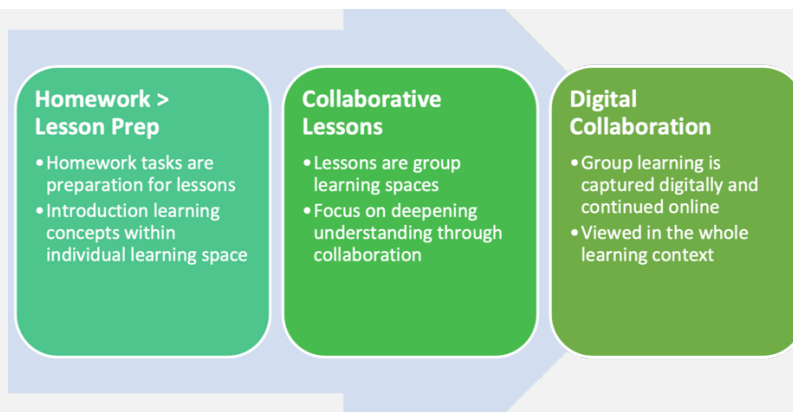 Homework >
Lesson Prep
•Homework tasks are
preparation for lessons
•Introduction learning
concepts within
individual learning space
Collaborative
Lessons
•Lessons are group
learning spaces
•Focus on deepening
understanding through
collaboration
Digital
Collaboration
•Group learning is
captured digitally and
continued online
•Viewed in the whole
learning context